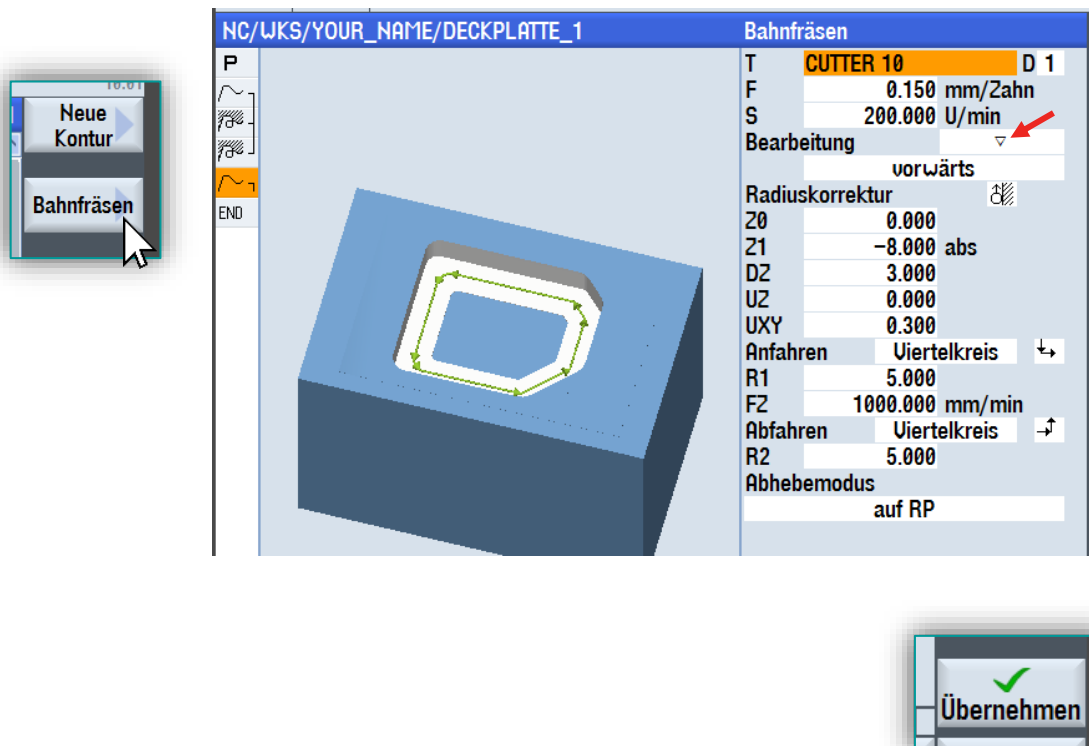 Neue
Kontur
Bahnfräsen
NC/WKS/YOUR_NAME/DECKPLATTE_1
P
END
Bahnfräsen
T CUTTER 10 D 1
F 0.150 mm/Zahn
S 200.000 U/min
Bearbeitung ▽
vorwärts
Radiuskorrektur
Z0 0.000
Z1 -8.000 abs
DZ 3.000
UZ 0.000
UXY 0.300
Anfahren Viertelkreis
R1 5.000
FZ 1000.000 mm/min
Abfahren Viertelkreis
R2 5.000
Abhebemodus
auf RP
Übernehmen